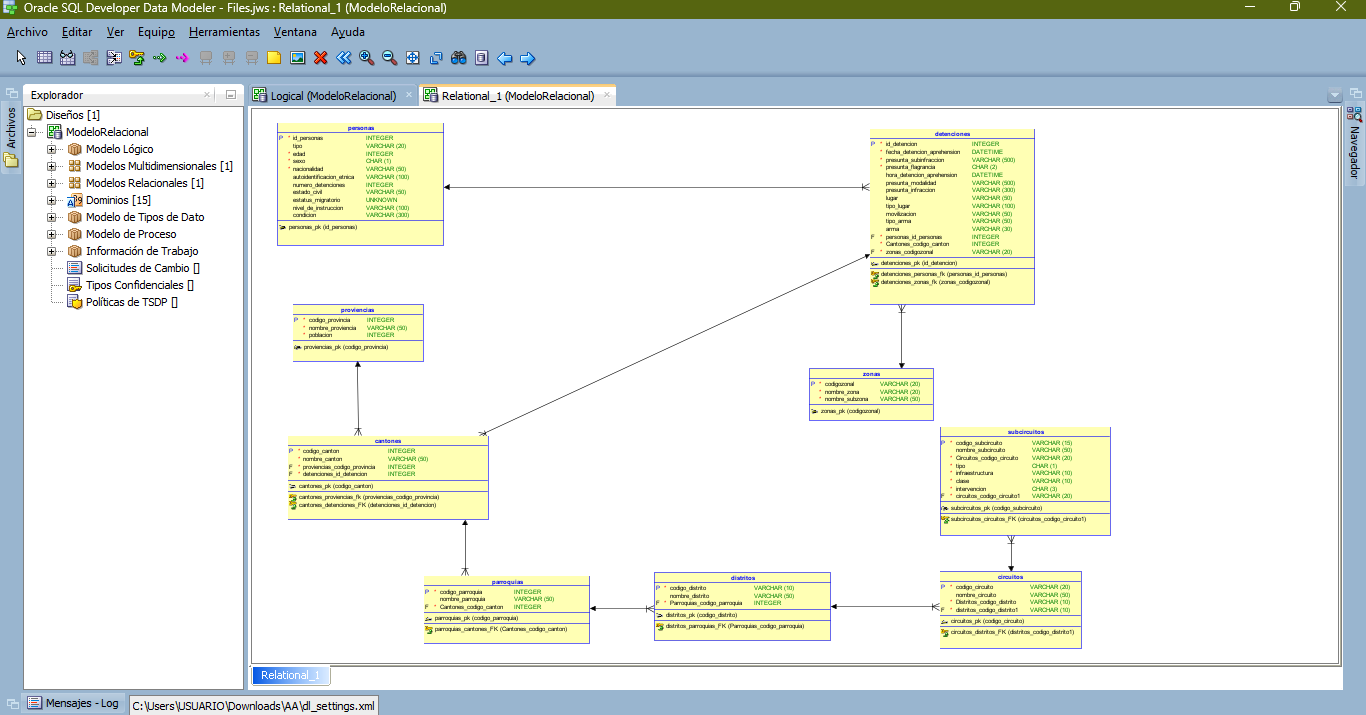 Oracle SQL Developer Data Modeler - Files.jws : Relational_1 (ModeloRelacional)
Archivo Editar Ver Equipo Herramientas Ventana Ayuda
Archivos
Explorador
Diseños [1]
ModeloRelacional
Modelo Lógico
Modelos Multidimensionales [1]
Modelos Relacionales [1]
Dominios [15]
Modelo de Tipos de Dato
Modelo de Proceso
Información de Trabajo
Solicitudes de Cambio []
Tipos Confidenciales []
Políticas de TSDP []
Logical (ModeloRelacional)
Relational_1 (ModeloRelacional)
Navegador
personas
P * id_personas INTEGER
* tipo VARCHAR (20)
* edad INTEGER
* sexo CHAR (1)
* nacionalidad VARCHAR (50)
autoidentificacion_etnica VARCHAR (100)
numero_detenciones INTEGER
estado_civil VARCHAR (50)
estatus_migratorio UNKNOWN
nivel_de_instruccion VARCHAR (100)
condicion VARCHAR (300)
personas_pk (id_personas)
detenciones
P * id_detencion INTEGER
* fecha_detencion_aprehension DATETIME
* presunta_subinfraccion VARCHAR (500)
* presunta_flagrancia CHAR (2)
hora_detencion_aprehension DATETIME
presunta_modalidad VARCHAR (500)
presunta_infraccion VARCHAR (300)
lugar VARCHAR (50)
tipo_lugar VARCHAR (100)
movilizacion VARCHAR (50)
tipo_arma VARCHAR (50)
arma VARCHAR (30)
F * personas_id_personas INTEGER
* Cantones_codigo_canton INTEGER
F * zonas_codigozonal VARCHAR (20)
detenciones_pk (id_detencion)
detenciones_personas_fk (personas_id_personas)
detenciones_zonas_fk (zonas_codigozonal)
proviencias
P * codigo_provincia INTEGER
* nombre_proviencia VARCHAR (50)
* poblacion INTEGER
proviencias_pk (codigo_provincia)
zonas
P * codigozonal VARCHAR (20)
* nombre_zona VARCHAR (20)
* nombre_subzona VARCHAR (50)
zonas_pk (codigozonal)
cantones
P * codigo_canton INTEGER
* nombre_canton VARCHAR (50)
F * proviencias_codigo_provincia INTEGER
F * detenciones_id_detencion INTEGER
cantones_pk (codigo_canton)
cantones_proviencias_fk (proviencias_codigo_provincia)
cantones_detenciones_FK (detenciones_id_detencion)
subcircuitos
P * codigo_subcircuito VARCHAR (15)
* nombre_subcircuito VARCHAR (50)
* Circuitos_codigo_circuito VARCHAR (20)
* tipo CHAR (1)
* infraestructura VARCHAR (10)
* clase VARCHAR (10)
* intervencion CHAR (3)
F * circuitos_codigo_circuito1 VARCHAR (20)
subcircuitos_pk (codigo_subcircuito)
subcircuitos_circuitos_FK (circuitos_codigo_circuito1)
parroquias
P * codigo_parroquia INTEGER
nombre_parroquia VARCHAR (50)
F * Cantones_codigo_canton INTEGER
parroquias_pk (codigo_parroquia)
parroquias_cantones_FK (Cantones_codigo_canton)
distritos
P * codigo_distrito VARCHAR (10)
nombre_distrito VARCHAR (50)
F * Parroquias_codigo_parroquia INTEGER
distritos_pk (codigo_distrito)
distritos_parroquias_FK (Parroquias_codigo_parroquia)
circuitos
P * codigo_circuito VARCHAR (20)
nombre_circuito VARCHAR (50)
* Distritos_codigo_distrito VARCHAR (10)
F * distritos_codigo_distrito1 VARCHAR (10)
circuitos_pk (codigo_circuito)
circuitos_distritos_FK (distritos_codigo_distrito1)
Relational_1
Mensajes - Log
C:\Users\USUARIO\Downloads\AA\dl_settings.xml